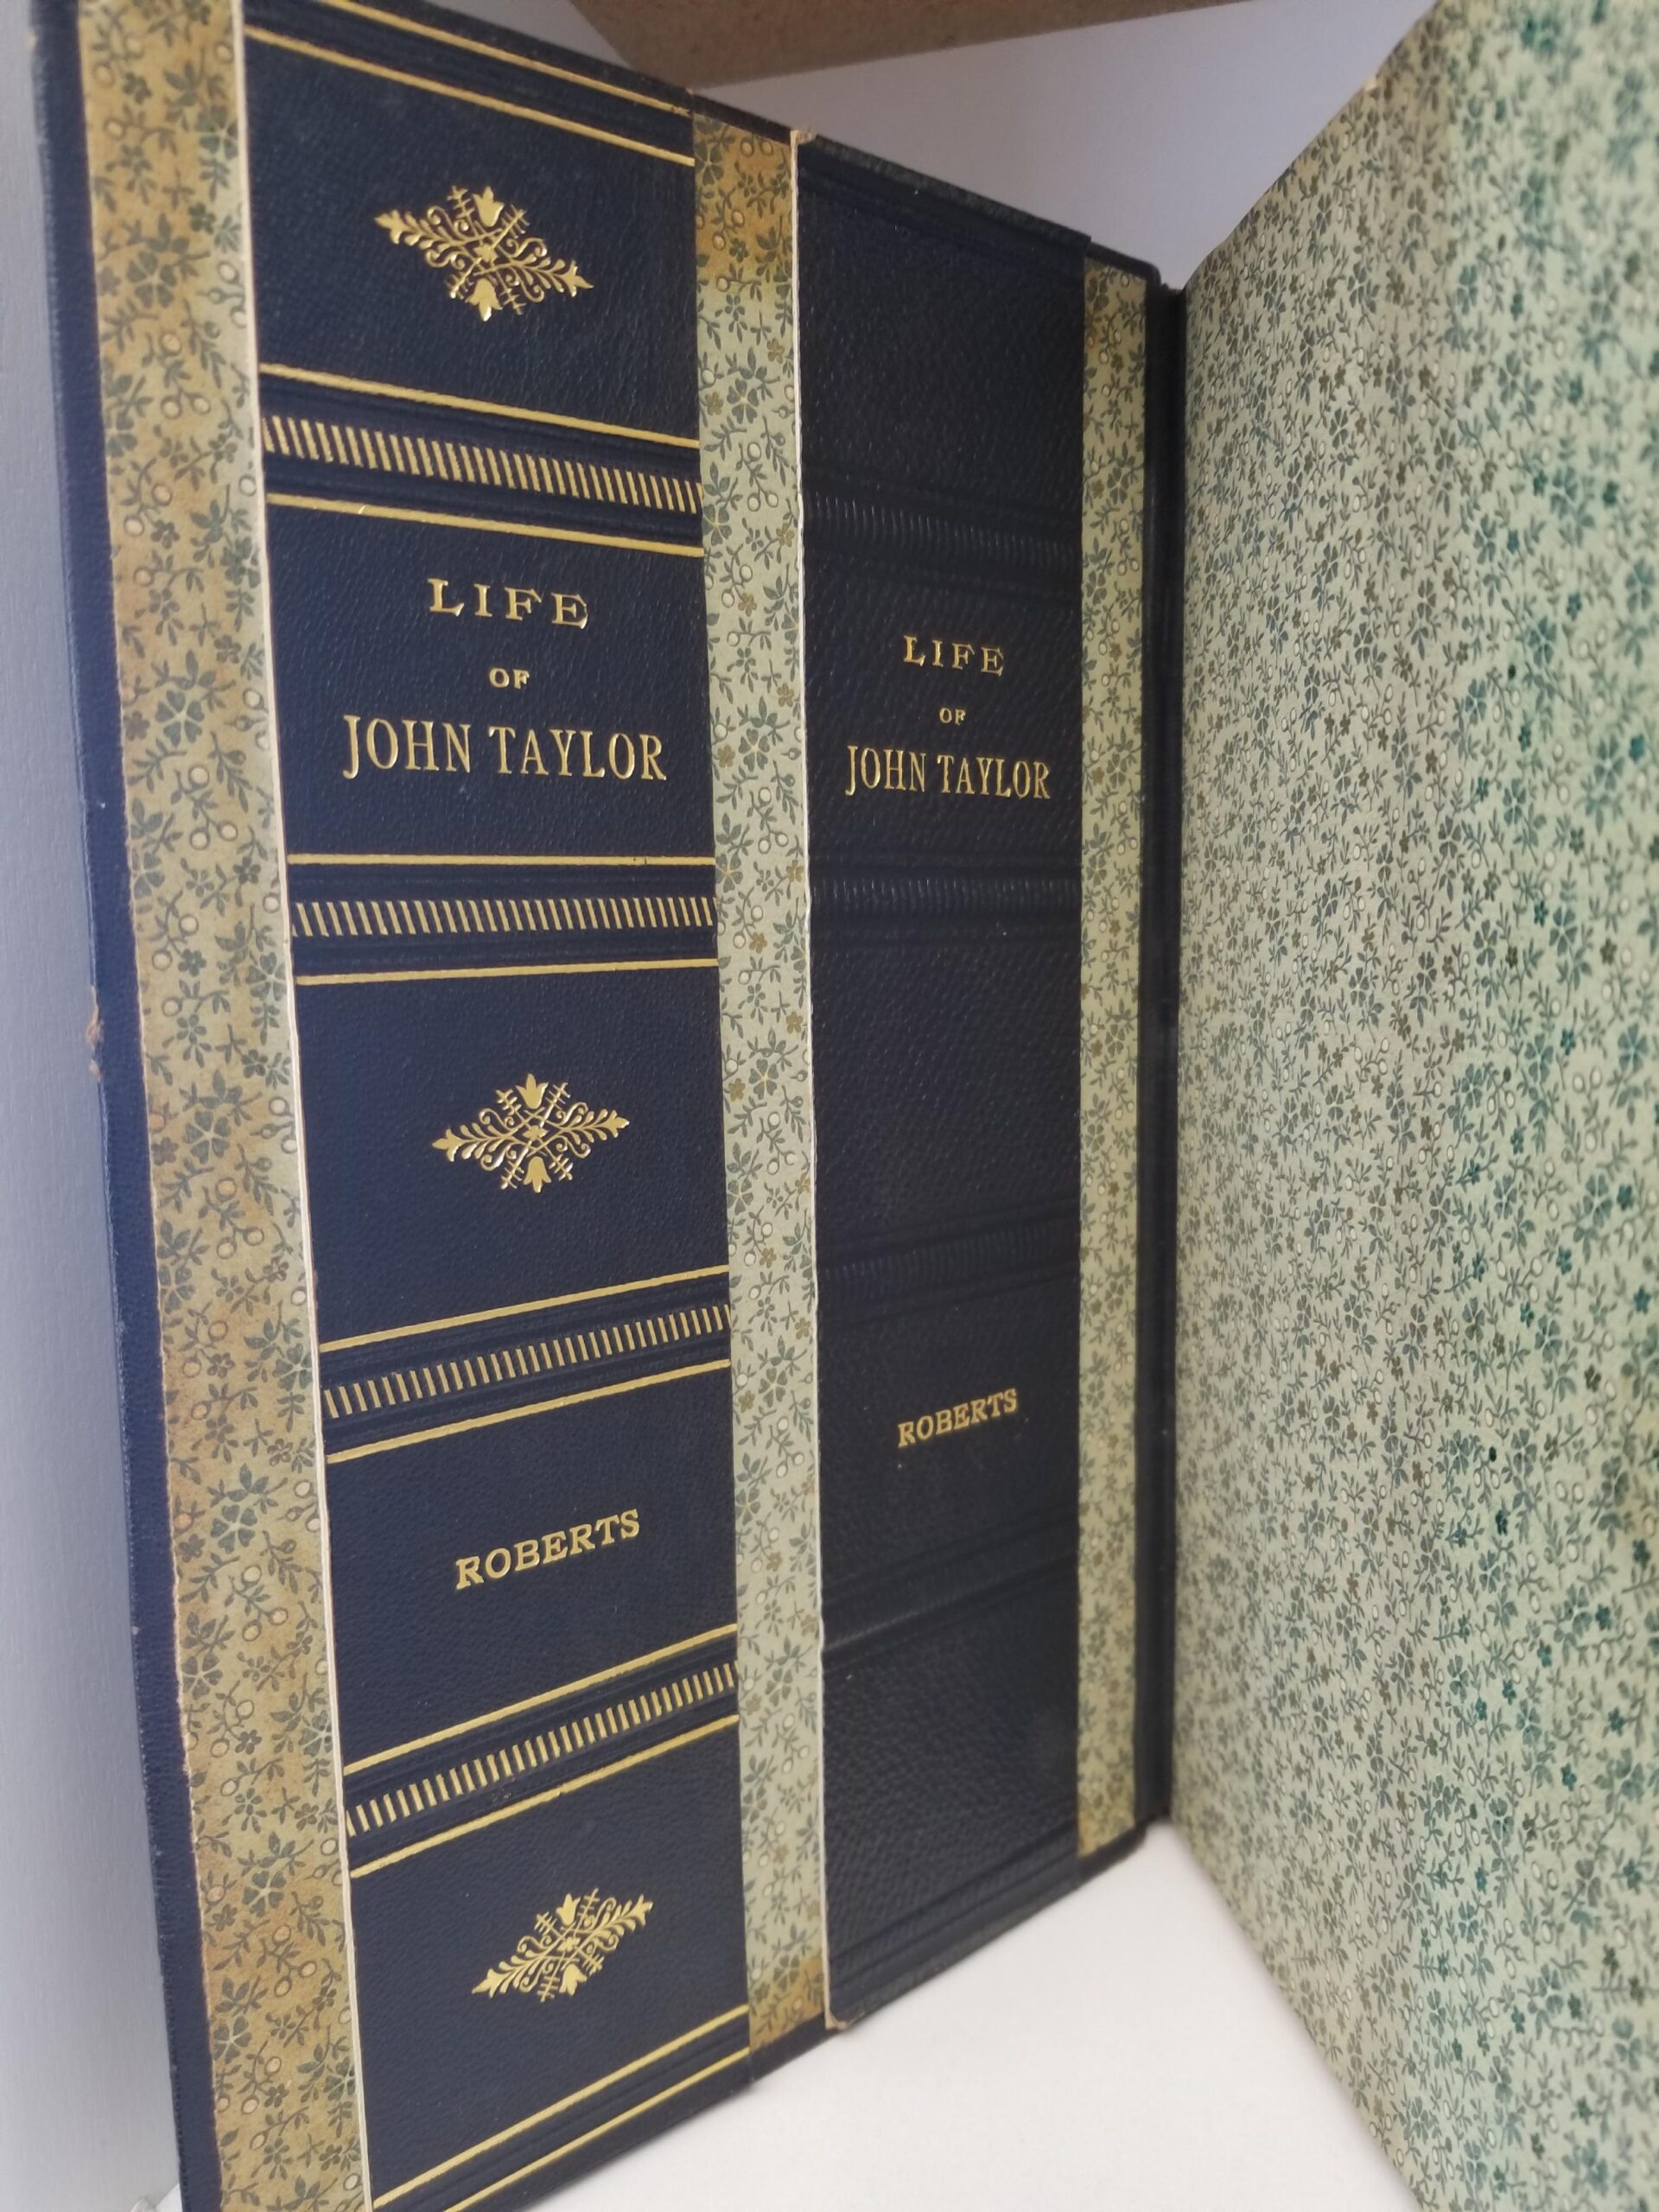 LIFE
OF
JOHN TAYLOR
ROBERTS
LIFE
OF
JOHN TAYLOR
ROBERTS